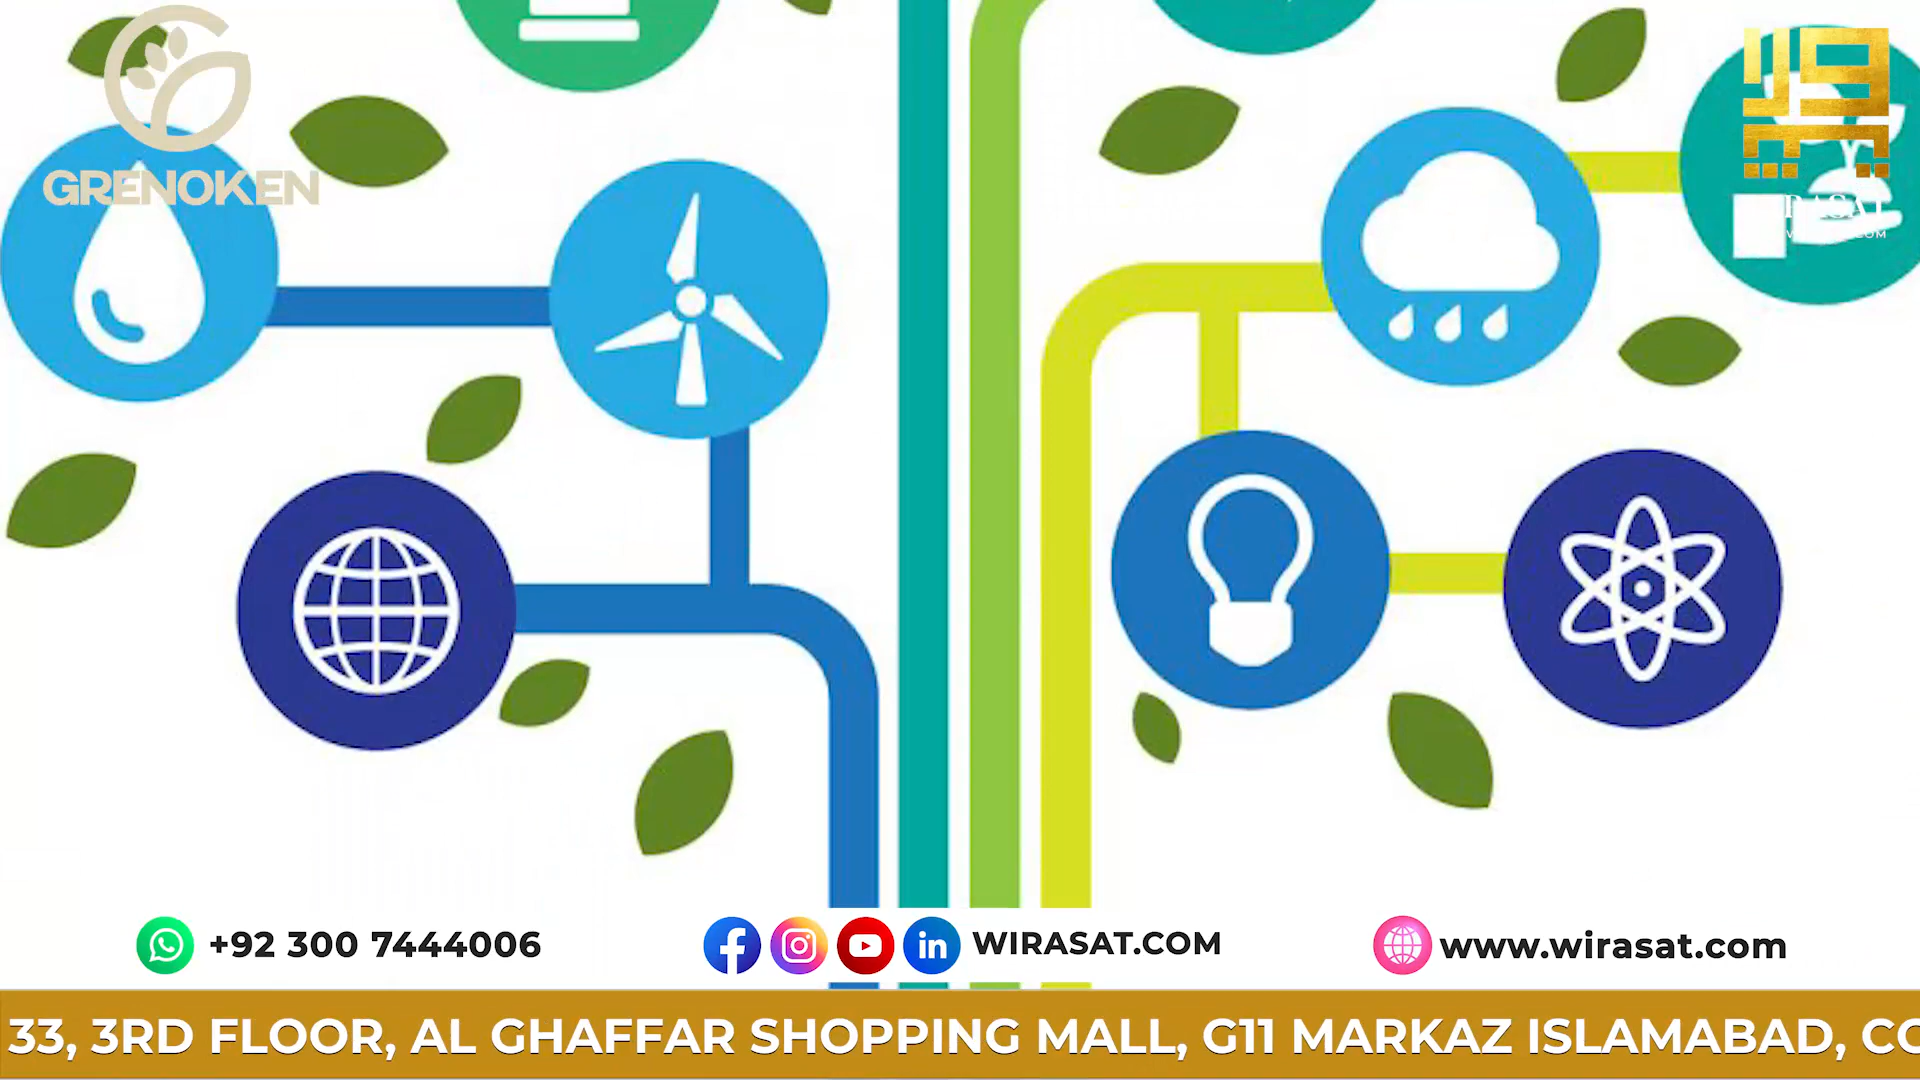 GRENOKEN
+92 300 7444006
WIRASAT.COM
www.wirasat.com
33, 3RD FLOOR, AL GHAFFAR SHOPPING MALL, G11 MARKAZ ISLAMABAD,